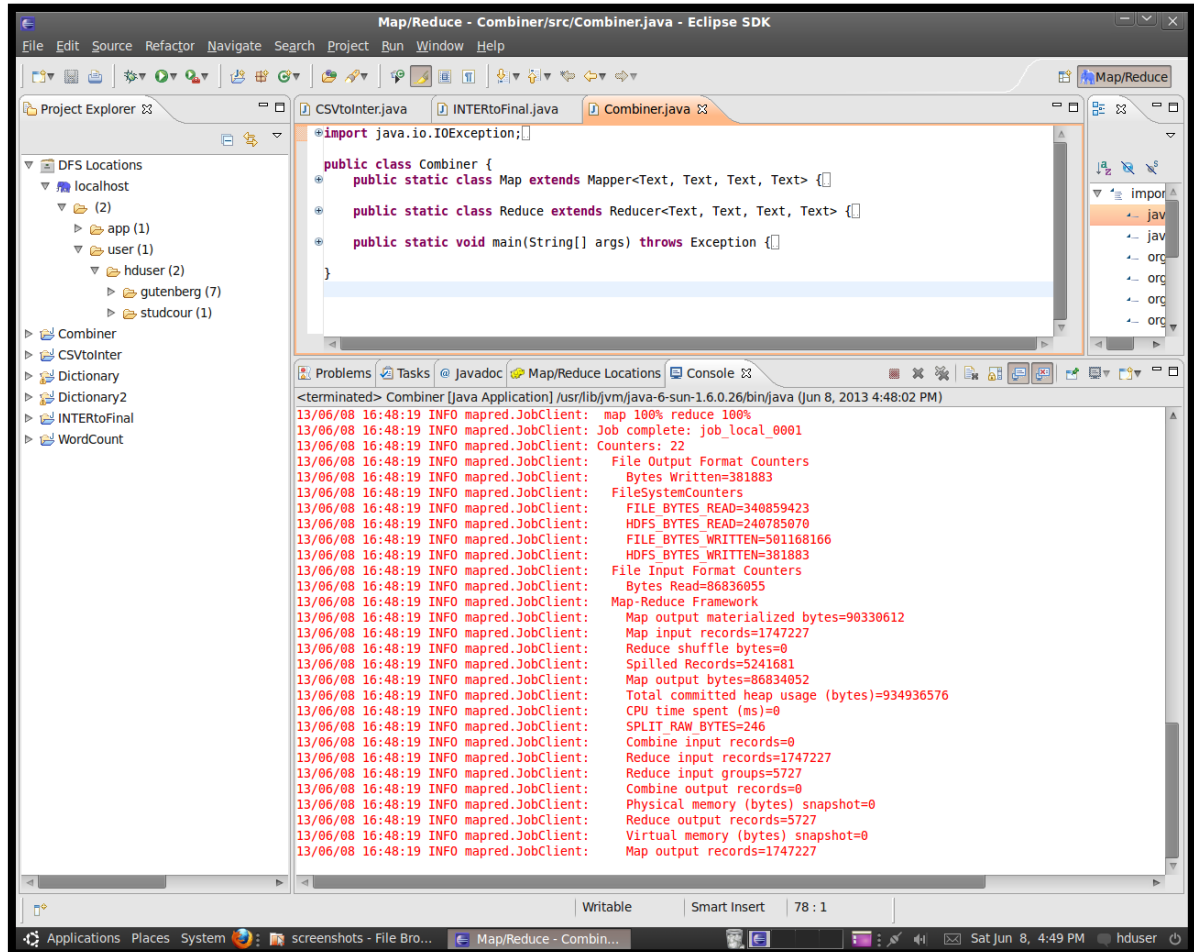 Map/Reduce - Combiner/src/Combiner.java - Eclipse SDK
File Edit Source Refactor Navigate Search Project Run Window Help
Map/Reduce
Project Explorer
DFS Locations
localhost
(2)
app (1)
user (1)
hduser (2)
gutenberg (7)
studcour (1)
Combiner
CSVtoInter
Dictionary
Dictionary2
INTERtoFinal
WordCount
CSVtoInter.java INTERtoFinal.java Combiner.java
import java.io.IOException;
public class Combiner {
public static class Map extends Mapper<Text, Text, Text, Text> {
public static class Reduce extends Reducer<Text, Text, Text, Text> {
public static void main(String[] args) throws Exception {
}
impor
jav
jav
org
org
org
org
Problems Tasks @ Javadoc Map/Reduce Locations Console
<terminated> Combiner [Java Application] /usr/lib/jvm/java-6-sun-1.6.0.26/bin/java (Jun 8, 2013 4:48:02 PM)
13/06/08 16:48:19 INFO mapred.JobClient:  map 100% reduce 100%
13/06/08 16:48:19 INFO mapred.JobClient: Job complete: job_local_0001
13/06/08 16:48:19 INFO mapred.JobClient: Counters: 22
13/06/08 16:48:19 INFO mapred.JobClient:   File Output Format Counters
13/06/08 16:48:19 INFO mapred.JobClient:     Bytes Written=381883
13/06/08 16:48:19 INFO mapred.JobClient:   FileSystemCounters
13/06/08 16:48:19 INFO mapred.JobClient:     FILE_BYTES_READ=340859423
13/06/08 16:48:19 INFO mapred.JobClient:     HDFS_BYTES_READ=240785070
13/06/08 16:48:19 INFO mapred.JobClient:     FILE_BYTES_WRITTEN=501168166
13/06/08 16:48:19 INFO mapred.JobClient:     HDFS_BYTES_WRITTEN=381883
13/06/08 16:48:19 INFO mapred.JobClient:   File Input Format Counters
13/06/08 16:48:19 INFO mapred.JobClient:     Bytes Read=86836055
13/06/08 16:48:19 INFO mapred.JobClient:   Map-Reduce Framework
13/06/08 16:48:19 INFO mapred.JobClient:     Map output materialized bytes=90330612
13/06/08 16:48:19 INFO mapred.JobClient:     Map input records=1747227
13/06/08 16:48:19 INFO mapred.JobClient:     Reduce shuffle bytes=0
13/06/08 16:48:19 INFO mapred.JobClient:     Spilled Records=5241681
13/06/08 16:48:19 INFO mapred.JobClient:     Map output bytes=86834052
13/06/08 16:48:19 INFO mapred.JobClient:     Total committed heap usage (bytes)=934936576
13/06/08 16:48:19 INFO mapred.JobClient:     CPU time spent (ms)=0
13/06/08 16:48:19 INFO mapred.JobClient:     SPLIT_RAW_BYTES=246
13/06/08 16:48:19 INFO mapred.JobClient:     Combine input records=0
13/06/08 16:48:19 INFO mapred.JobClient:     Reduce input records=1747227
13/06/08 16:48:19 INFO mapred.JobClient:     Reduce input groups=5727
13/06/08 16:48:19 INFO mapred.JobClient:     Combine output records=0
13/06/08 16:48:19 INFO mapred.JobClient:     Physical memory (bytes) snapshot=0
13/06/08 16:48:19 INFO mapred.JobClient:     Reduce output records=5727
13/06/08 16:48:19 INFO mapred.JobClient:     Virtual memory (bytes) snapshot=0
13/06/08 16:48:19 INFO mapred.JobClient:     Map output records=1747227
Writable Smart Insert 78 : 1
Applications Places System screenshots - File Bro... Map/Reduce - Combin... Sat Jun 8, 4:49 PM hduser